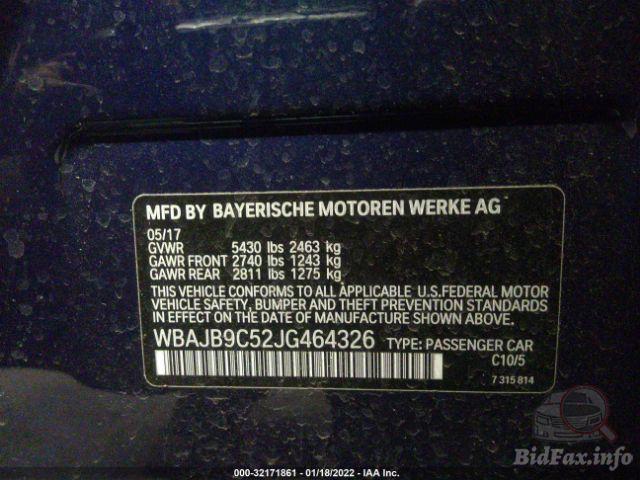 MFD BY BAYERISCHE MOTOREN WERKE AG
05/17
GVWR 5430 lbs 2463 kg
GAWR FRONT 2740 lbs 1243 kg
GAWR REAR 2811 lbs 1275 kg
THIS VEHICLE CONFORMS TO ALL APPLICABLE U.S.FEDERAL MOTOR
VEHICLE SAFETY, BUMPER AND THEFT PREVENTION STANDARDS
IN EFFECT ON THE DATE OF MANUFACTURE SHOWN ABOVE.
WBAJB9C52JG464326 TYPE: PASSENGER CAR
C10/5
7 315 814
BidFax.info
000-32171861 - 01/18/2022 - IAA Inc.